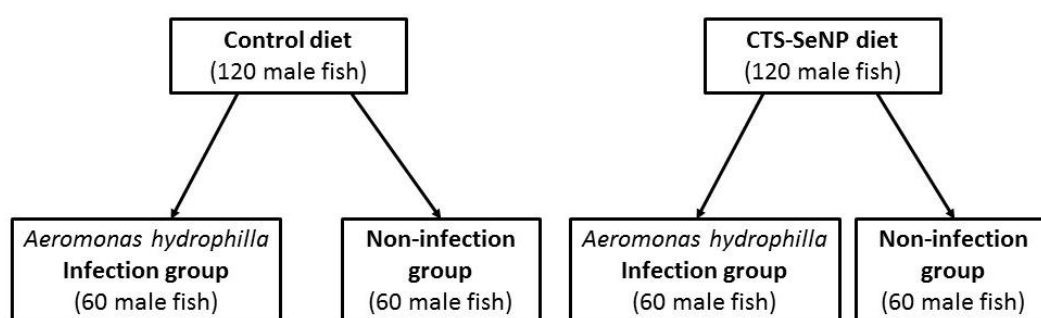 Control diet
(120 male fish)
CTS-SeNP diet
(120 male fish)
Aeromonas hydrophilla
Infection group
(60 male fish)
Non-infection
group
(60 male fish)
Aeromonas hydrophilla
Infection group
(60 male fish)
Non-infection
group
(60 male fish)